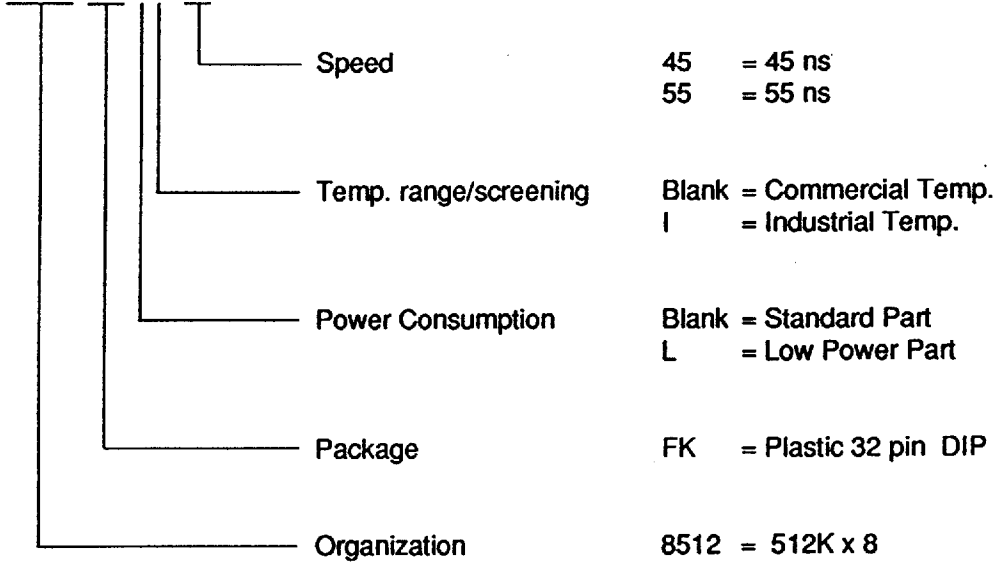 Speed 45 = 45 ns
55 = 55 ns
Temp. range/screening Blank = Commercial Temp.
I = Industrial Temp.
Power Consumption Blank = Standard Part
L = Low Power Part
Package FK = Plastic 32 pin DIP
Organization 8512 = 512K x 8